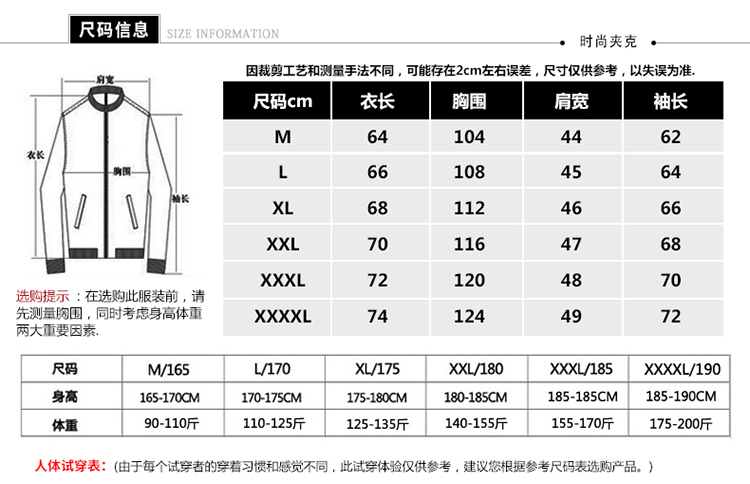 尺码信息 SIZE INFORMATION
时尚夹克
因裁剪工艺和测量手法不同，可能存在2cm左右误差，尺寸仅供参考，以失误为准.
肩宽
衣长
胸围
袖长
选购提示：在选购此服装前，请
先测量胸围，同时考虑身高体重
两大重要因素.
尺码cm 衣长 胸围 肩宽 袖长
M 64 104 44 62
L 66 108 45 64
XL 68 112 46 66
XXL 70 116 47 68
XXXL 72 120 48 70
XXXXL 74 124 49 72
尺码 M/165 L/170 XL/175 XXL/180 XXXL/185 XXXXL/190
身高 165-170CM 170-175CM 175-180CM 180-185CM 185-185CM 185-190CM
体重 90-110斤 110-125斤 125-135斤 140-155斤 155-170斤 175-200斤
人体试穿表：(由于每个试穿者的穿着习惯和感觉不同，此试穿体验仅供参考，建议您根据参考尺码表选购产品。)